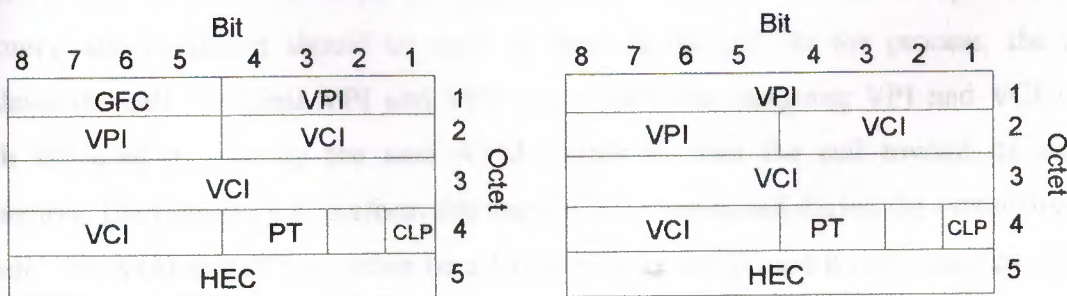 Bit
8 7 6 5 4 3 2 1
GFC VPI 1
VPI VCI 2
VCI 3
VCI PT CLP 4
HEC 5
Octet
Bit
8 7 6 5 4 3 2 1
VPI 1
VPI VCI 2
VCI 3
VCI PT CLP 4
HEC 5
Octet